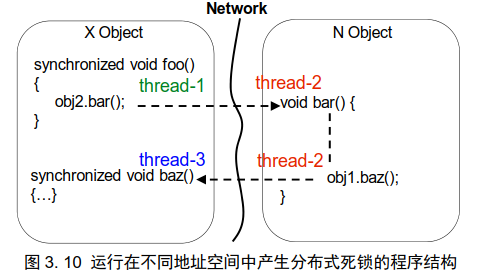 Network
X Object
synchronized void foo()
{
obj2.bar();
}
thread-1
thread-3
synchronized void baz()
{…}
N Object
thread-2
void bar() {
thread-2
obj1.baz();
}
图 3. 10 运行在不同地址空间中产生分布式死锁的程序结构